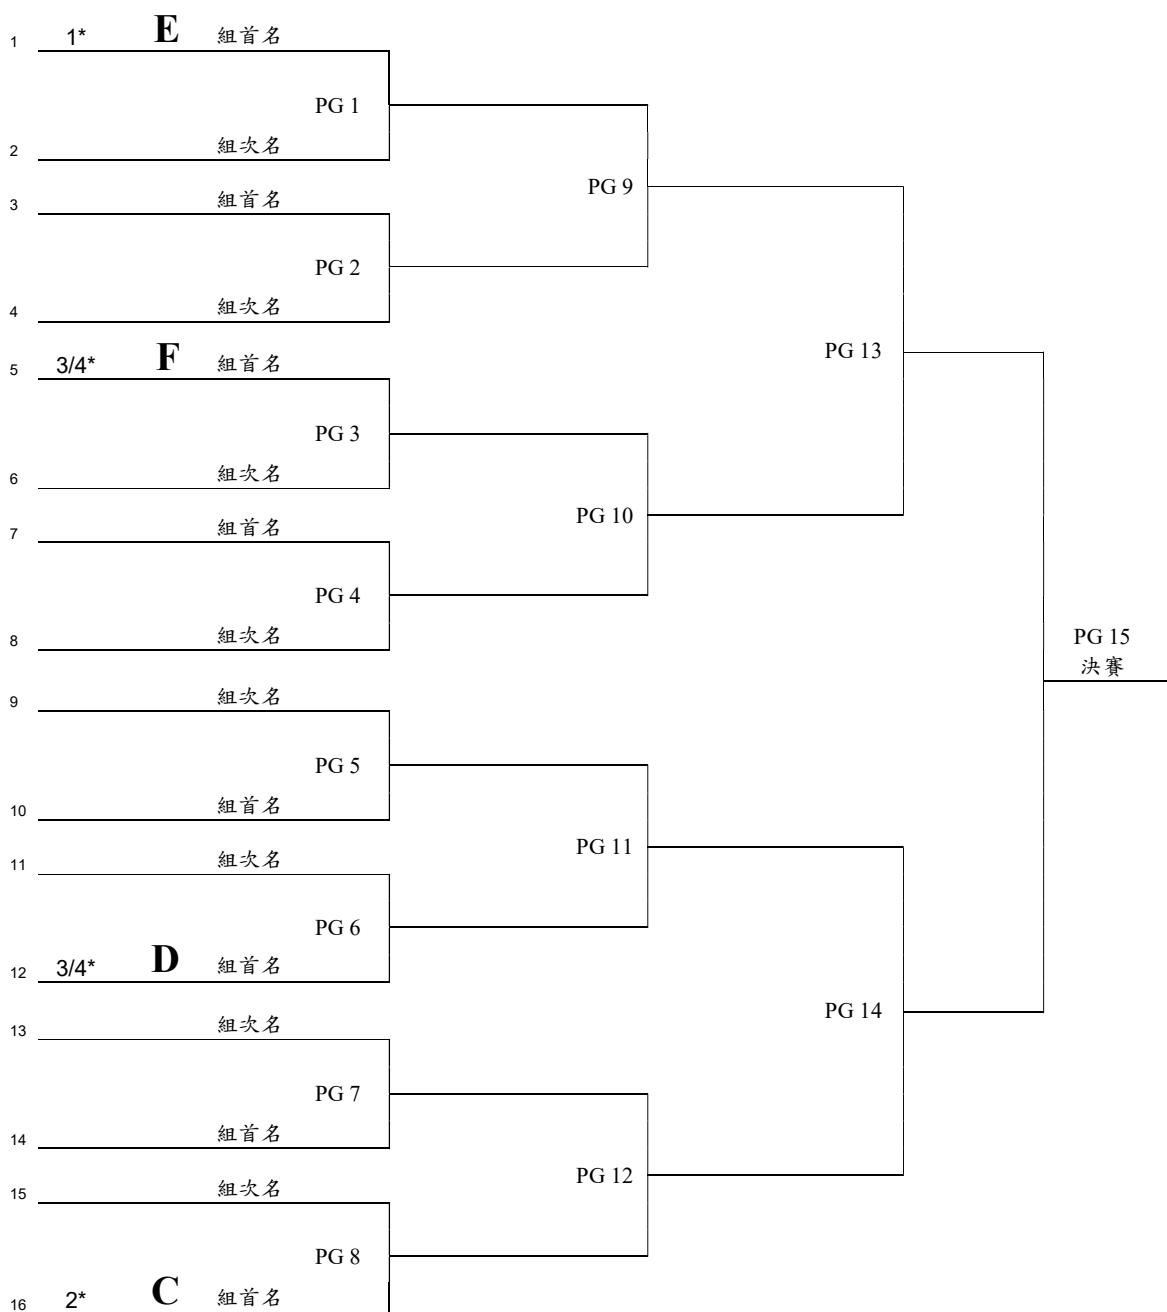 1 1* E 組首名
PG 1
2 組次名
3 組首名
PG 9
PG 2
4 組次名
5 3/4* F 組首名
PG 13
PG 3
6 組次名
7 組首名
PG 10
PG 4
8 組次名
PG 15
決賽
9 組次名
PG 5
10 組首名
11 組次名
PG 11
PG 6
12 3/4* D 組首名
13 組次名
PG 14
PG 7
14 組首名
15 組次名
PG 12
PG 8
16 2* C 組首名